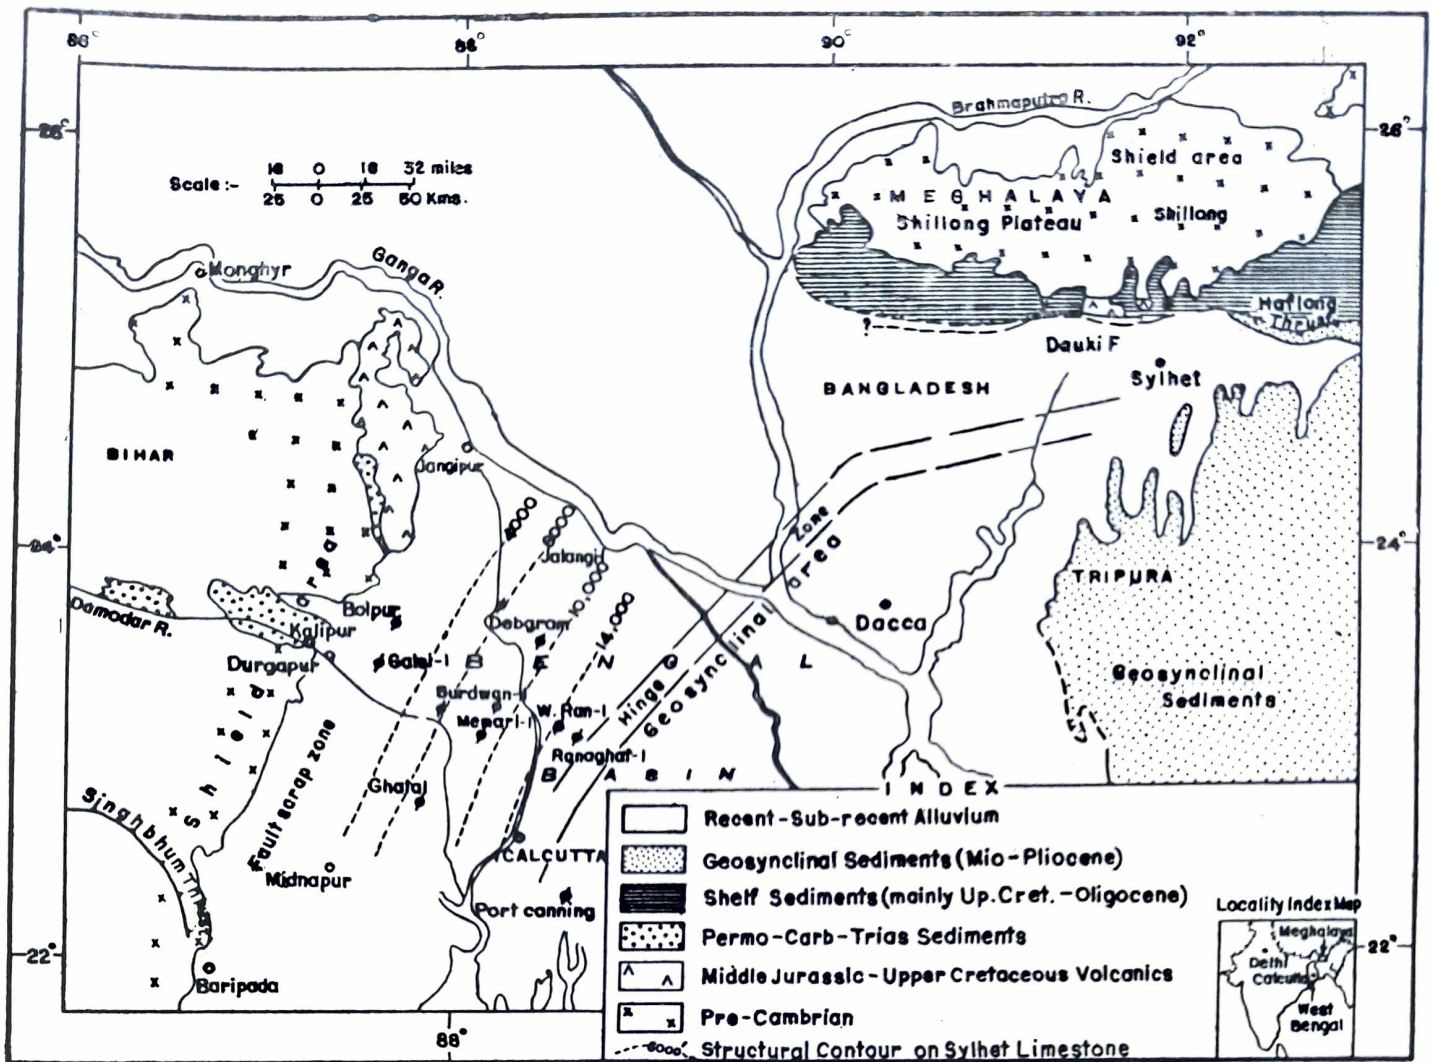 86°
88°
90°
92°
26°
26°
24°
24°
22°
22°
88°
Scale:-
16 0 16 32 miles
25 0 25 50 Kms.
Brahmaputra R.
Shield area
MEGHALAYA
Shillong Plateau
Shillong
Monghyr
Ganga R.
Haflong
Thrust
?
Dauki F
Sylhet
BANGLADESH
BIHAR
Jangipur
4000
6000
Jalangi
10,000
14,000
Zone
area
TRIPURA
Damodar R.
Bolpur
Kalipur
Durgapur
Galsi-1
Debgram
Dacca
BENGAL
Burdwan-1
Memari-1
W. Ran-1
Ranaghat-1
Hinge
Geosynclinal
Geosynclinal
Sediments
BASIN
Shield
Fault scarp zone
Ghatal
Singhbhum Thrust
Midnapur
CALCUTTA
Port canning
Baripada
INDEX
Recent-Sub-recent Alluvium
Geosynclinal Sediments (Mio-Pliocene)
Shelf Sediments (mainly Up. Cret.-Oligocene)
Permo-Carb-Trias Sediments
Middle Jurassic-Upper Cretaceous Volcanics
Pre-Cambrian
6000' Structural Contour on Sylhet Limestone
Locality Index Map
Meghalaya
Delhi
Calcutta
West
Bengal